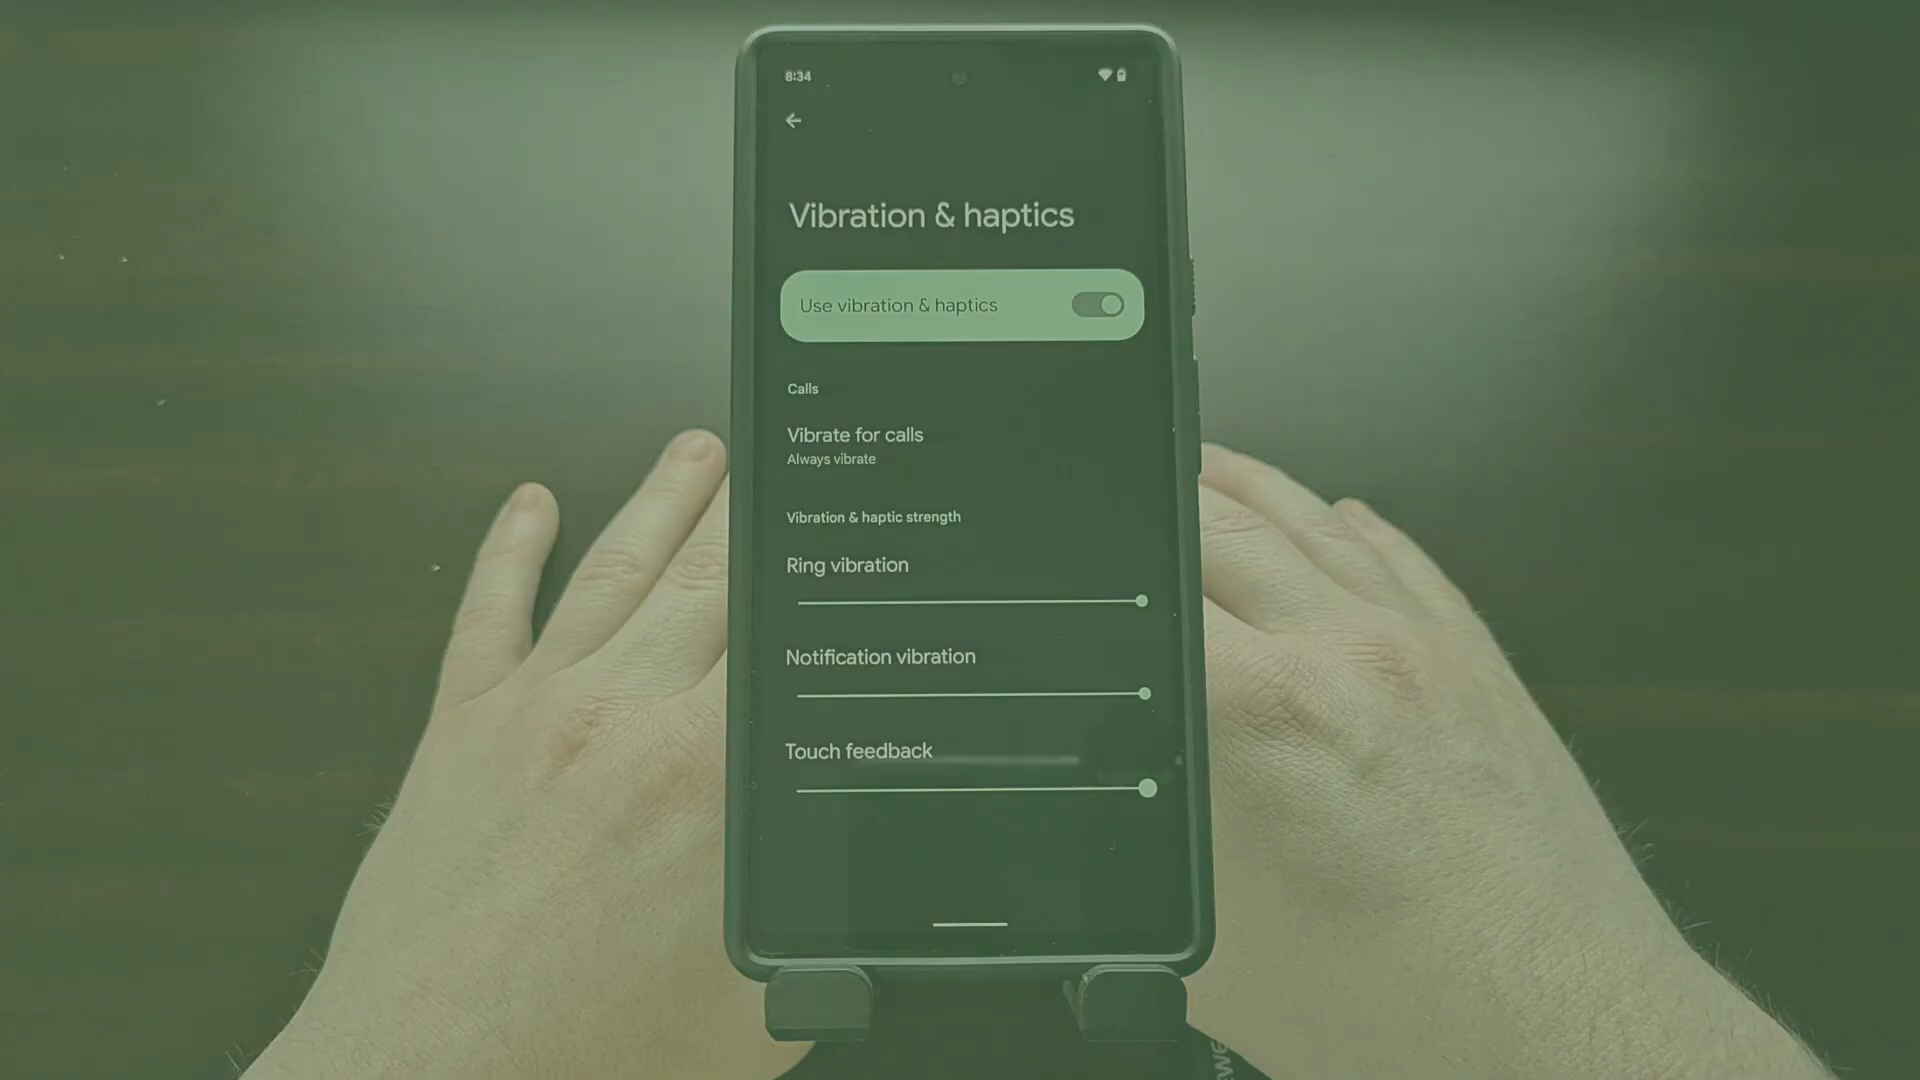 8:34
Vibration & haptics
Use vibration & haptics
Calls
Vibrate for calls
Always vibrate
Vibration & haptic strength
Ring vibration
Notification vibration
Touch feedback